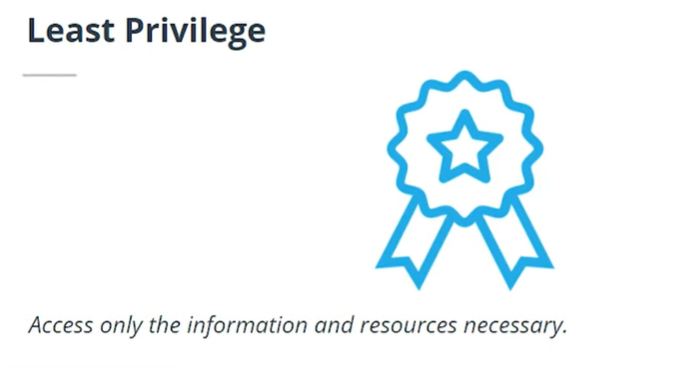 Least Privilege
Access only the information and resources necessary.